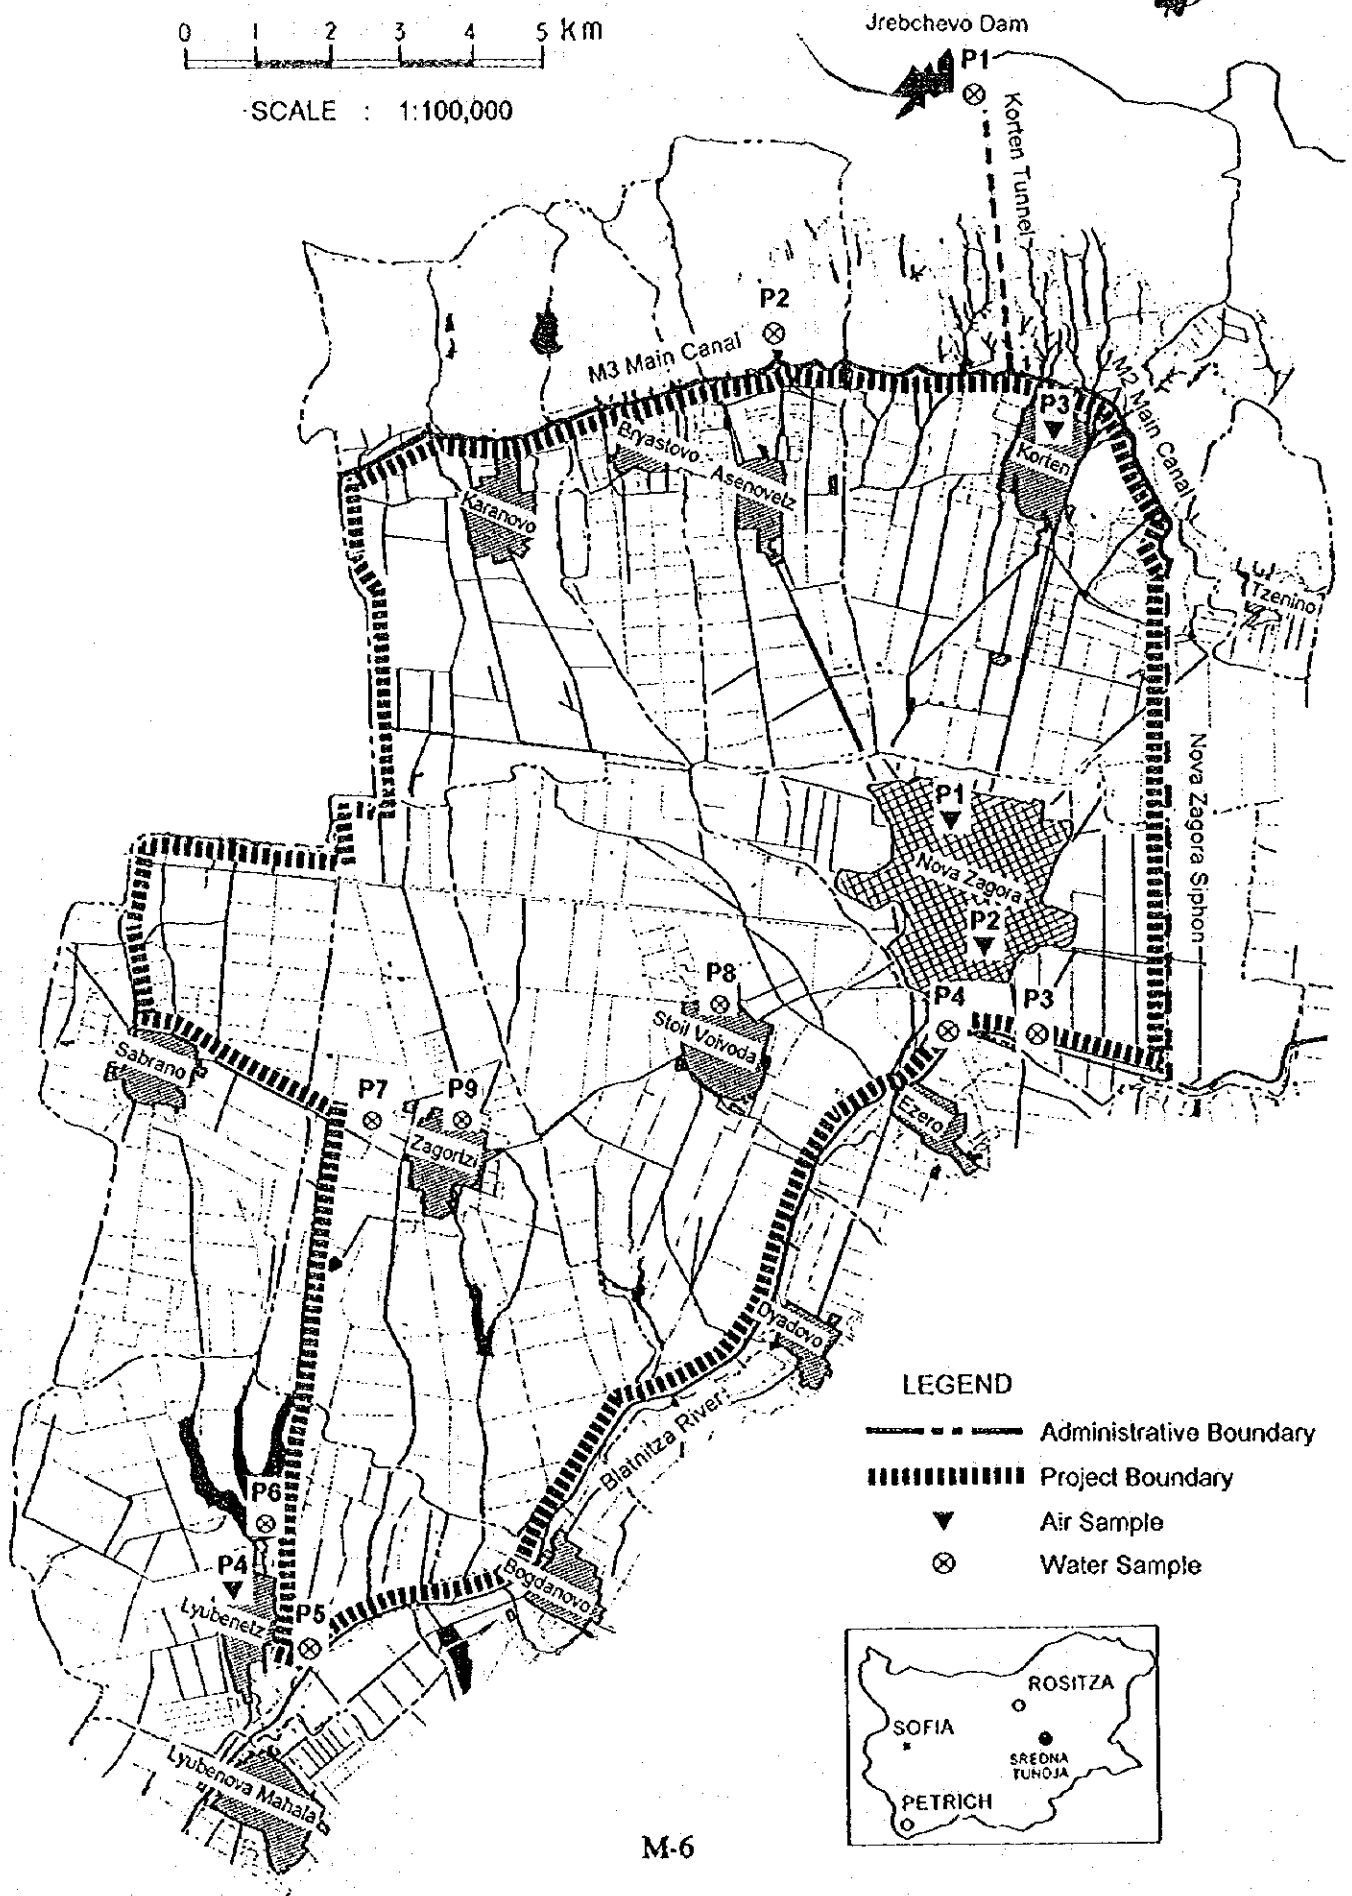 0 1 2 3 4 5 km
SCALE : 1:100,000
Jrebchevo Dam
P1
Korten Tunnel
P2
M3 Main Canal
M2 Main Canal
P3
Korten
Bryastovo - Asenovetz
Karanovo
Tzenino
Nova Zagora Siphon
P1
Nova Zagora
P2
P8
P4
P3
Stoil Voivoda
Sabrano
P7
P9
Zagortzi
Ezero
Dyadovo
Blatnitza River
P6
P4
Lyubenetz
P5
Bogdanovo
Lyubenova Mahala
LEGEND
Administrative Boundary
Project Boundary
Air Sample
Water Sample
ROSITZA
SOFIA
SREDNA
TUNOJA
PETRICH
M-6